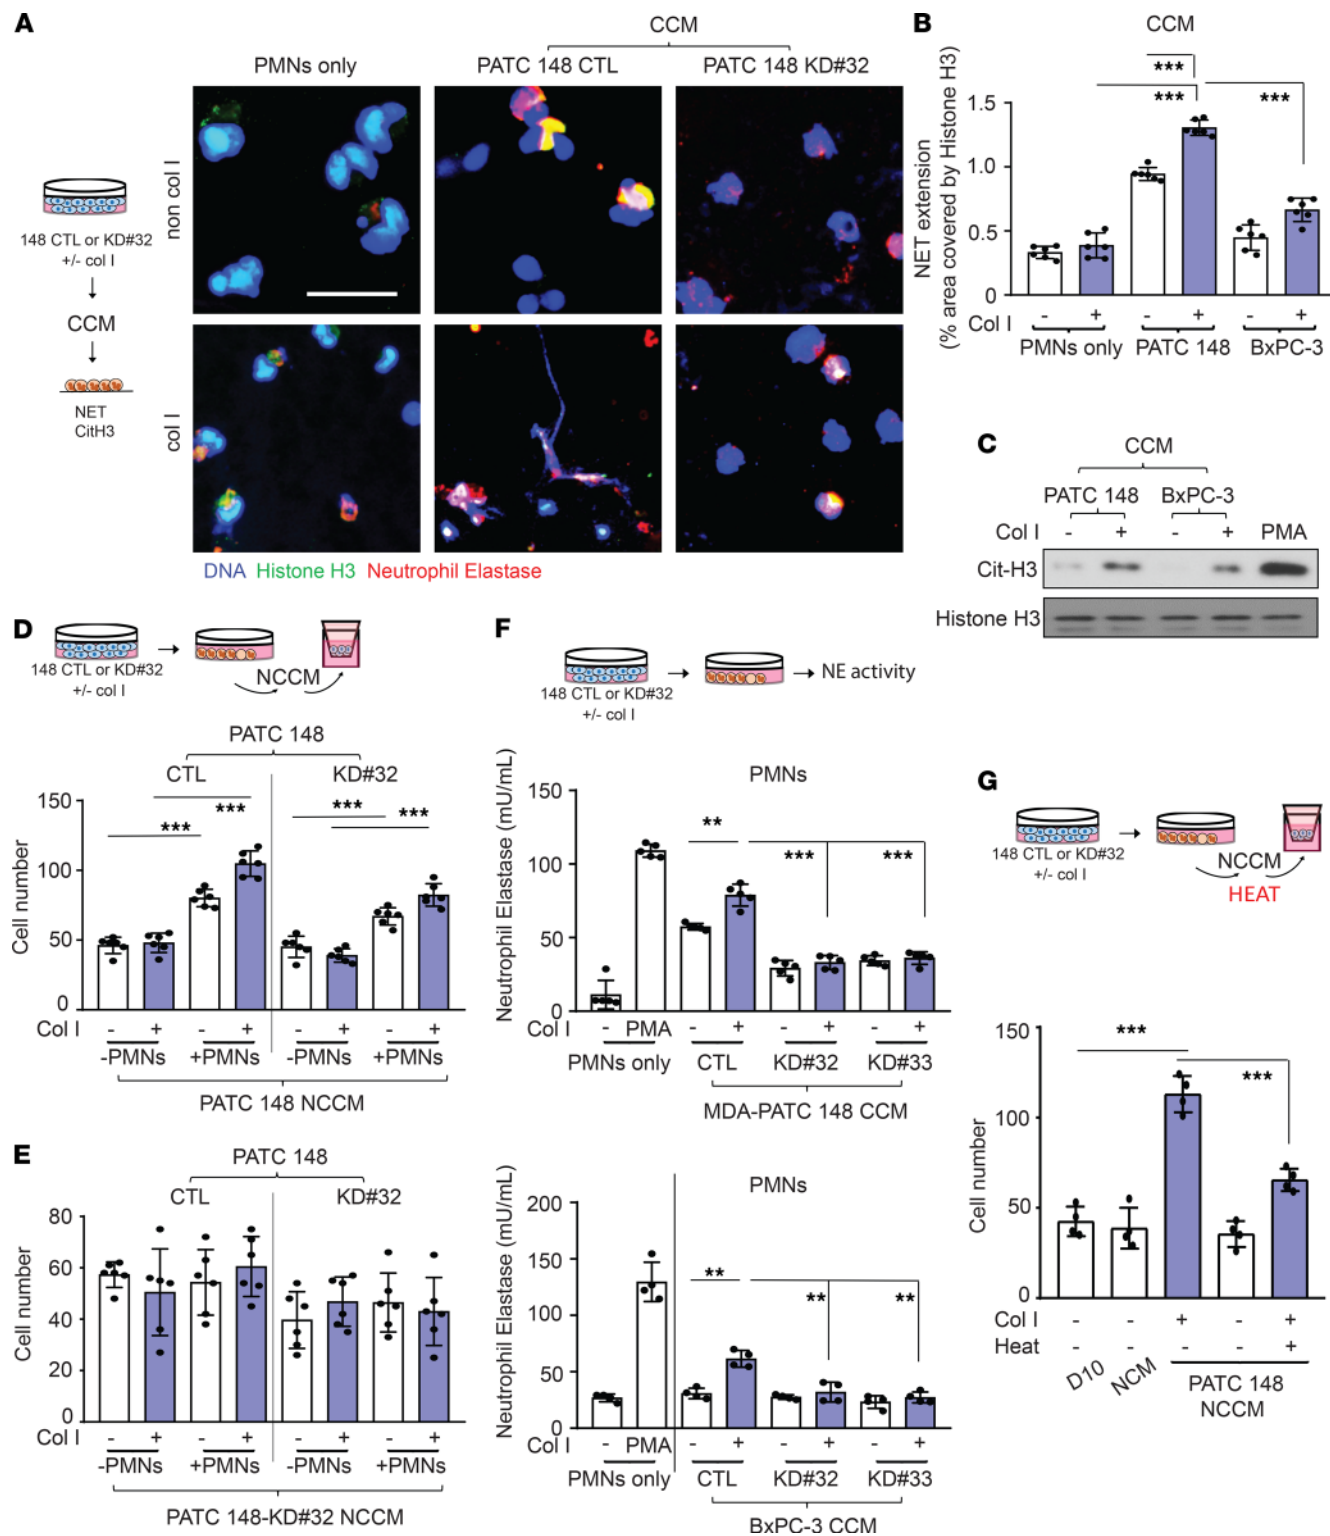 A
CCM
PMNs only
PATC 148 CTL
PATC 148 KD#32
non col I
col I
148 CTL or KD#32
+/- col I
CCM
NET
CitH3
DNA Histone H3 Neutrophil Elastase
B
CCM
***
***
***
NET extension
(% area covered by Histone H3)
1.5
1.0
0.5
0
Col I - + - + - +
PMNs only PATC 148 BxPC-3
C
CCM
PATC 148 BxPC-3
Col I - + - + PMA
Cit-H3
Histone H3
D
148 CTL or KD#32
+/- col I
NCCM
PATC 148
CTL KD#32
*** *** *** ***
Cell number
150
100
50
0
Col I - + - + - + - +
-PMNs +PMNs -PMNs +PMNs
PATC 148 NCCM
E
PATC 148
CTL KD#32
Cell number
80
60
40
20
0
Col I - + - + - + - +
-PMNs +PMNs -PMNs +PMNs
PATC 148-KD#32 NCCM
F
148 CTL or KD#32
+/- col I
NE activity
PMNs
** *** ***
Neutrophil Elastase (mU/mL)
150
100
50
0
Col I - PMA - + - + - +
PMNs only CTL KD#32 KD#33
MDA-PATC 148 CCM
PMNs
** ** **
Neutrophil Elastase (mU/mL)
200
150
100
50
0
Col I - PMA - + - + - +
PMNs only CTL KD#32 KD#33
BxPC-3 CCM
G
148 CTL or KD#32
+/- col I
NCCM
HEAT
*** ***
Cell number
150
100
50
0
Col I - - + - +
Heat - - - - +
D10 NCM PATC 148
NCCM